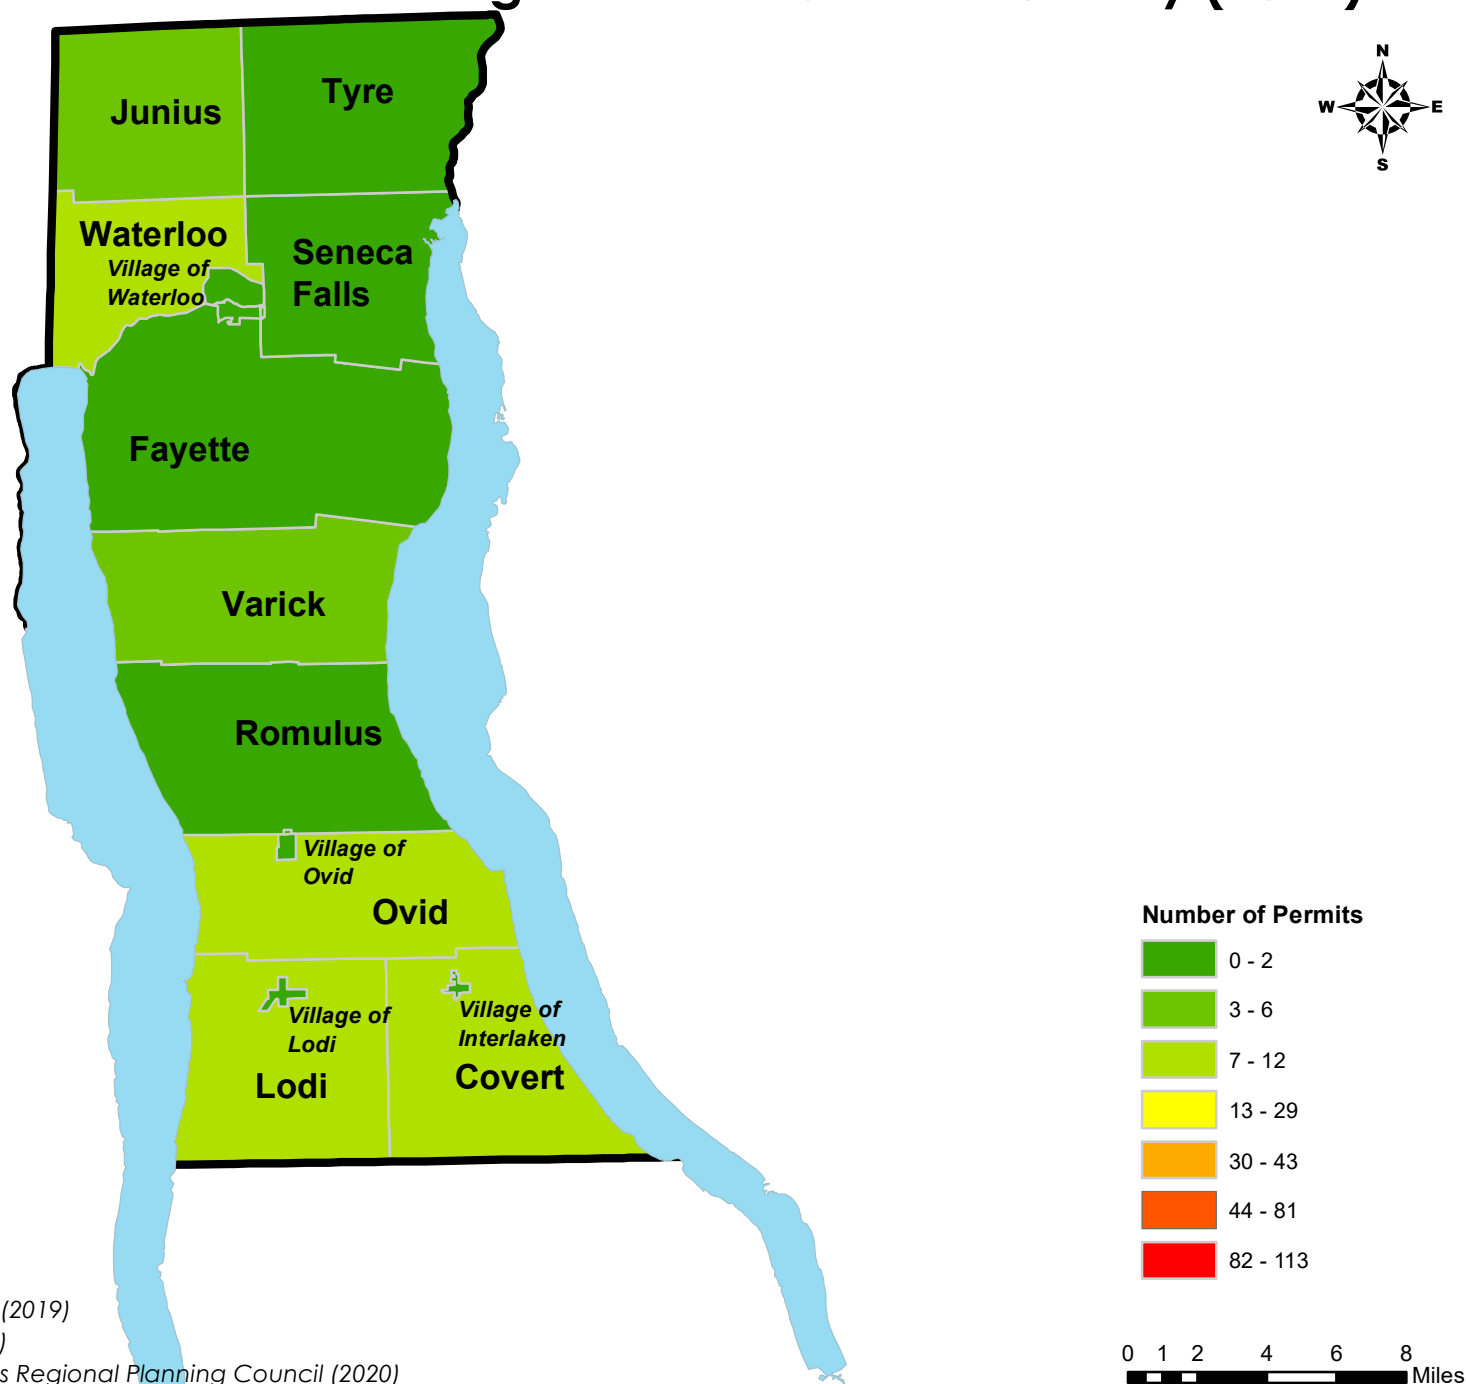 N
W E
S
Tyre
Junius
Waterloo
Village of
Waterloo
Seneca
Falls
Fayette
Varick
Romulus
Village of
Ovid
Ovid
Village of
Lodi
Lodi
Village of
Interlaken
Covert
Number of Permits
0 - 2
3 - 6
7 - 12
13 - 29
30 - 43
44 - 81
82 - 113
(2019)
)
s Regional Planning Council (2020)
0 1 2 4 6 8
Miles